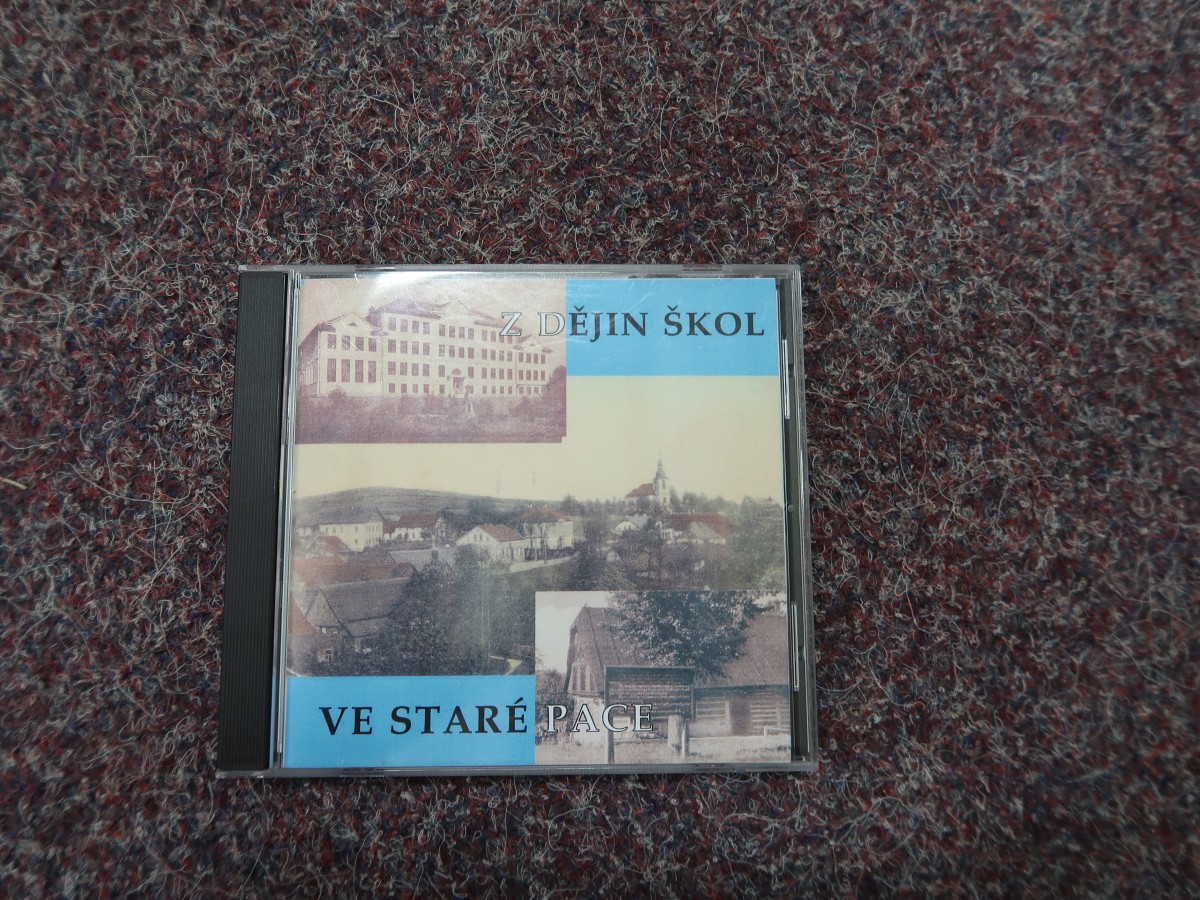 Z DĚJIN ŠKOL
VE STARÉ PACE